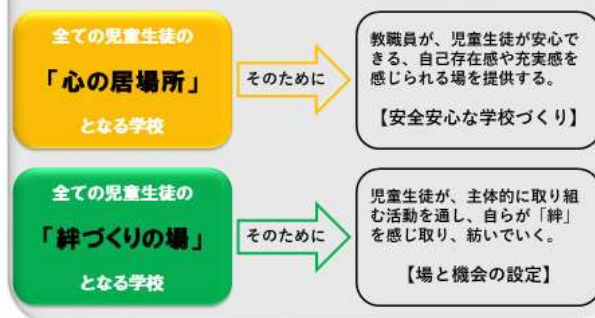 全ての児童生徒の
「心の居場所」
となる学校
そのために
教職員が、児童生徒が安心で
きる、自己存在感や充実感を
感じられる場を提供する。
【安全安心な学校づくり】
全ての児童生徒の
「絆づくりの場」
となる学校
そのために
児童生徒が、主体的に取り組
む活動を通し、自らが「絆」
を感じ取り、紡いでいく。
【場と機会の設定】